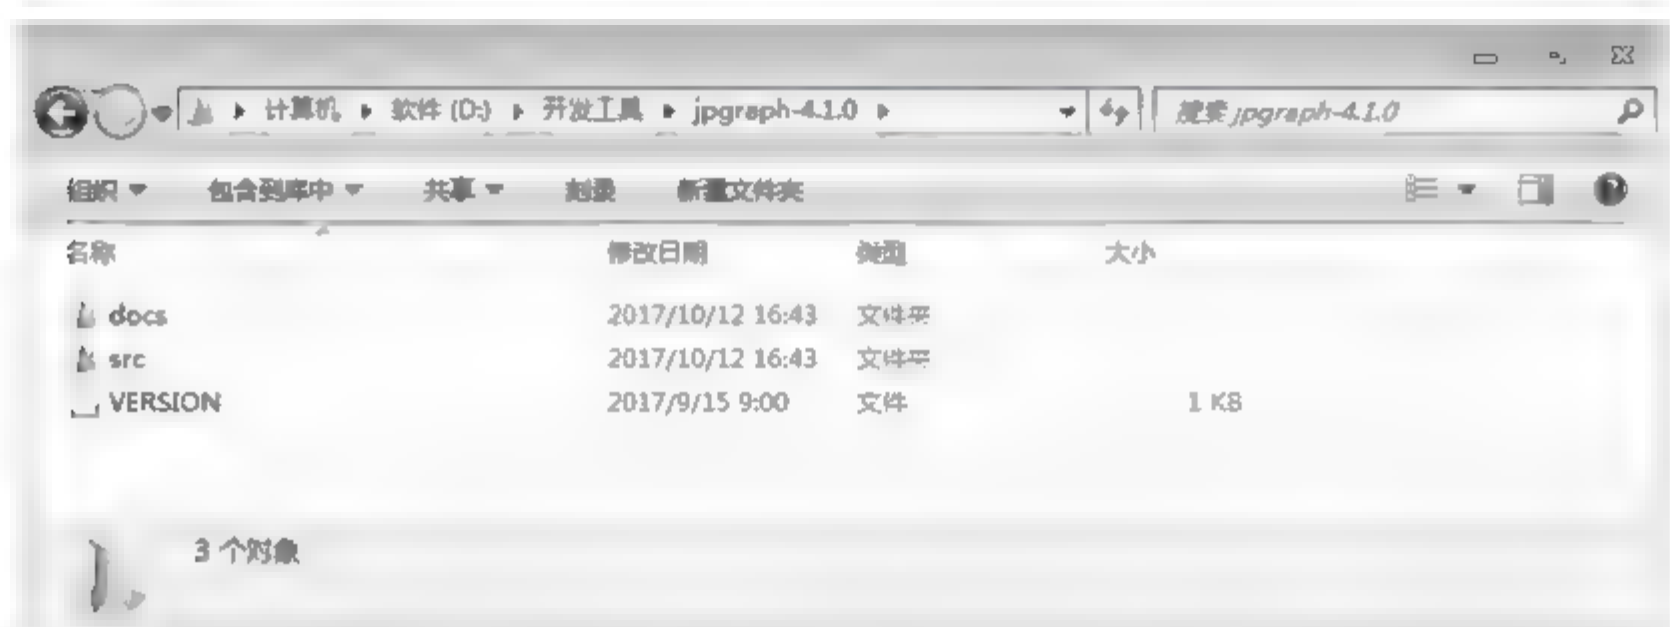 计算机 软件 (D:) 开发工具 jpgraph-4.1.0 搜索 jpgraph-4.1.0
组织 包含到库中 共享 刻录 新建文件夹
名称 修改日期 类型 大小
docs 2017/10/12 16:43 文件夹
src 2017/10/12 16:43 文件夹
VERSION 2017/9/15 9:00 文件 1 KB
3 个对象